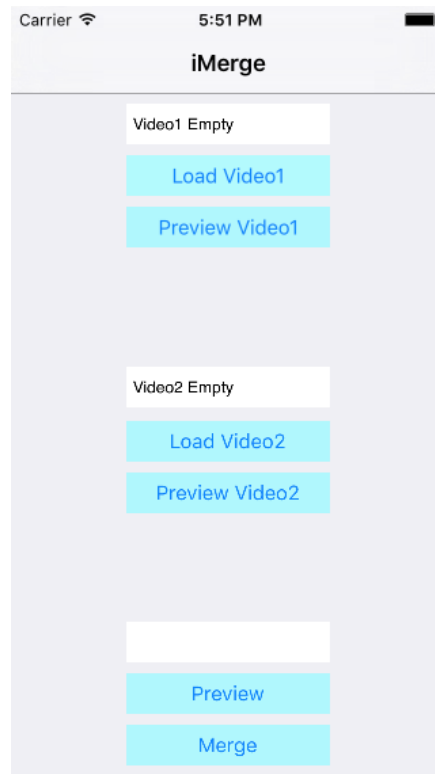 Carrier 5:51 PM
iMerge
Video1 Empty
Load Video1
Preview Video1
Video2 Empty
Load Video2
Preview Video2
Preview
Merge